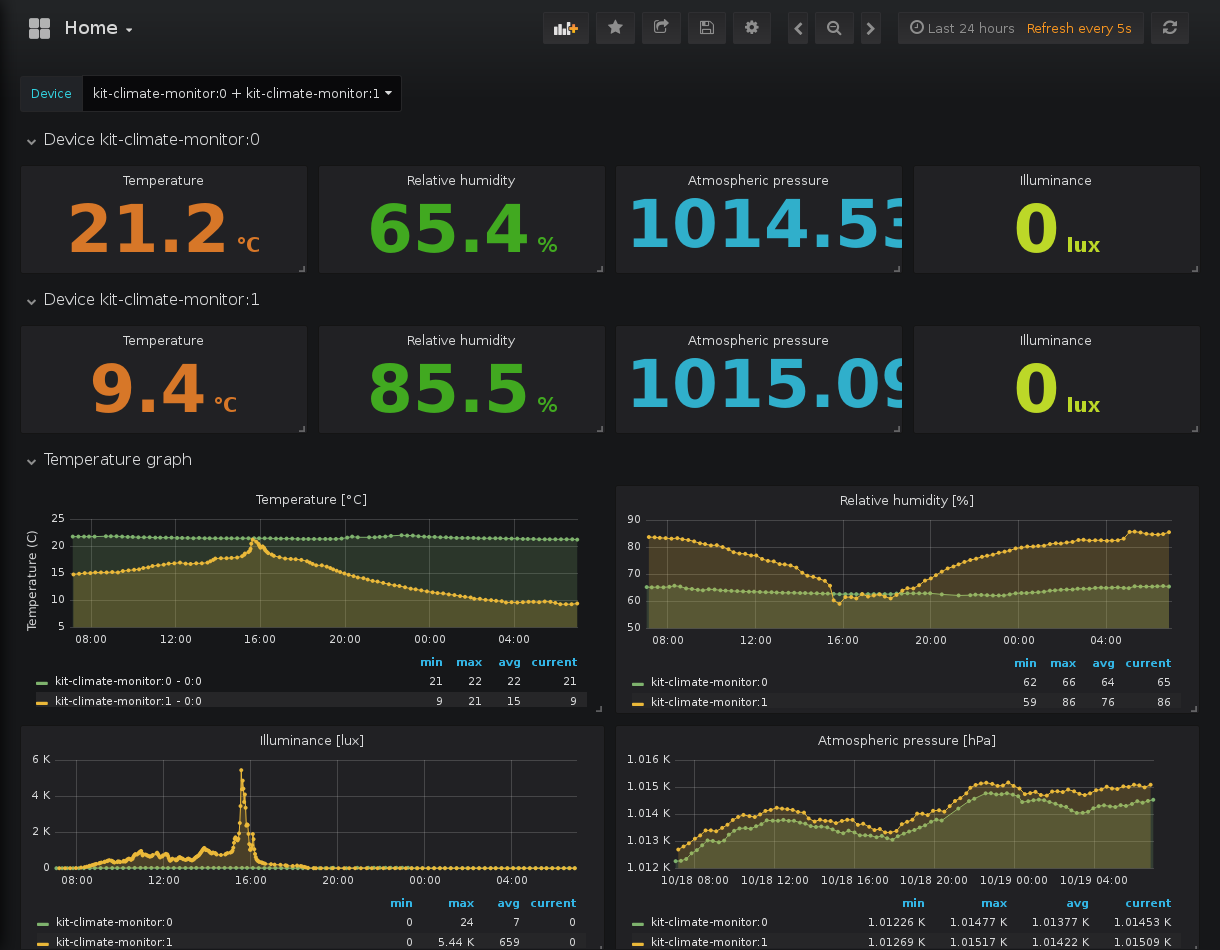 Home
Last 24 hours Refresh every 5s
Device kit-climate-monitor:0 + kit-climate-monitor:1
Device kit-climate-monitor:0
Temperature Relative humidity Atmospheric pressure Illuminance
21.2 °C 65.4 % 1014.53 0 lux
Device kit-climate-monitor:1
Temperature Relative humidity Atmospheric pressure Illuminance
9.4 °C 85.5 % 1015.09 0 lux
Temperature graph
Temperature [°C]
Temperature (C)
25
20
15
10
5
08:00 12:00 16:00 20:00 00:00 04:00
min max avg current
kit-climate-monitor:0 - 0:0 21 22 22 21
kit-climate-monitor:1 - 0:0 9 21 15 9
Relative humidity [%]
90
80
70
60
50
08:00 12:00 16:00 20:00 00:00 04:00
min max avg current
kit-climate-monitor:0 62 66 64 65
kit-climate-monitor:1 59 86 76 86
Illuminance [lux]
6 K
4 K
2 K
0
08:00 12:00 16:00 20:00 00:00 04:00
min max avg current
kit-climate-monitor:0 0 24 7 0
kit-climate-monitor:1 0 5.44 K 659 0
Atmospheric pressure [hPa]
1.016 K
1.015 K
1.014 K
1.013 K
1.012 K
10/18 08:00 10/18 12:00 10/18 16:00 10/18 20:00 10/19 00:00 10/19 04:00
min max avg current
kit-climate-monitor:0 1.01226 K 1.01477 K 1.01377 K 1.01453 K
kit-climate-monitor:1 1.01269 K 1.01517 K 1.01422 K 1.01509 K